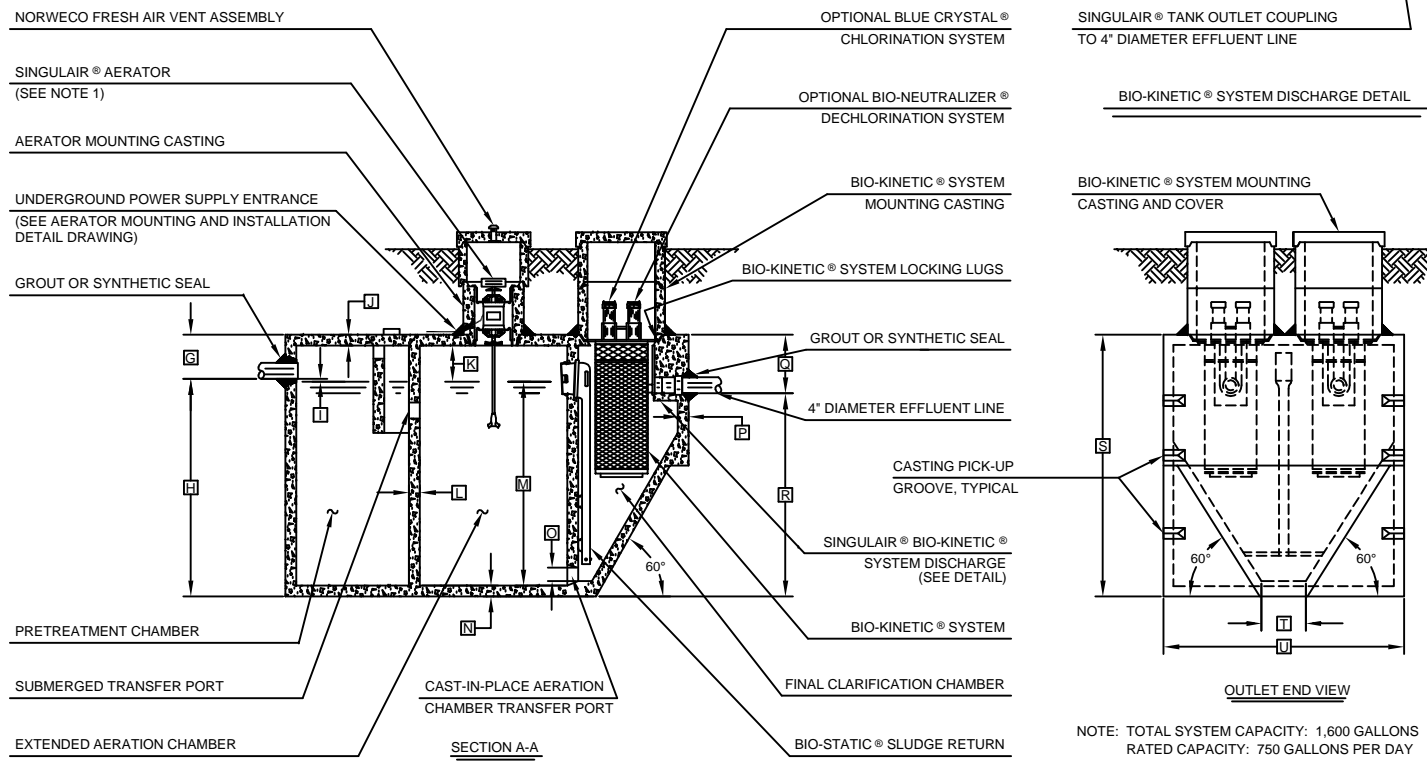 NORWECO FRESH AIR VENT ASSEMBLY
SINGULAIR ® AERATOR
(SEE NOTE 1)
AERATOR MOUNTING CASTING
UNDERGROUND POWER SUPPLY ENTRANCE
(SEE AERATOR MOUNTING AND INSTALLATION
DETAIL DRAWING)
GROUT OR SYNTHETIC SEAL
PRETREATMENT CHAMBER
SUBMERGED TRANSFER PORT
EXTENDED AERATION CHAMBER
G
H
I
J
K
L
M
N
O
P
Q
R
60°
CAST-IN-PLACE AERATION
CHAMBER TRANSFER PORT
SECTION A-A
OPTIONAL BLUE CRYSTAL ®
CHLORINATION SYSTEM
OPTIONAL BIO-NEUTRALIZER ®
DECHLORINATION SYSTEM
BIO-KINETIC ® SYSTEM
MOUNTING CASTING
BIO-KINETIC ® SYSTEM LOCKING LUGS
GROUT OR SYNTHETIC SEAL
4" DIAMETER EFFLUENT LINE
CASTING PICK-UP
GROOVE, TYPICAL
SINGULAIR ® BIO-KINETIC ®
SYSTEM DISCHARGE
(SEE DETAIL)
BIO-KINETIC ® SYSTEM
FINAL CLARIFICATION CHAMBER
BIO-STATIC ® SLUDGE RETURN
SINGULAIR ® TANK OUTLET COUPLING
TO 4" DIAMETER EFFLUENT LINE
BIO-KINETIC ® SYSTEM DISCHARGE DETAIL
BIO-KINETIC ® SYSTEM MOUNTING
CASTING AND COVER
S
60°
60°
T
U
OUTLET END VIEW
NOTE: TOTAL SYSTEM CAPACITY: 1,600 GALLONS
RATED CAPACITY: 750 GALLONS PER DAY